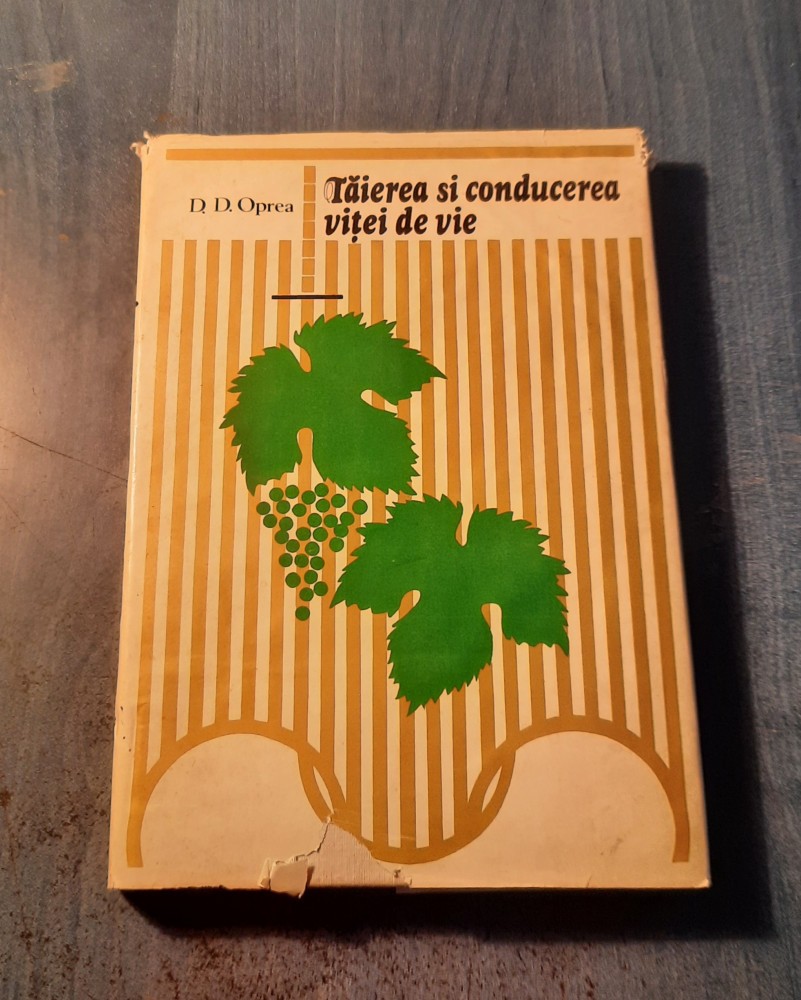 D. D. Oprea
Tăierea si conducerea
viței de vie